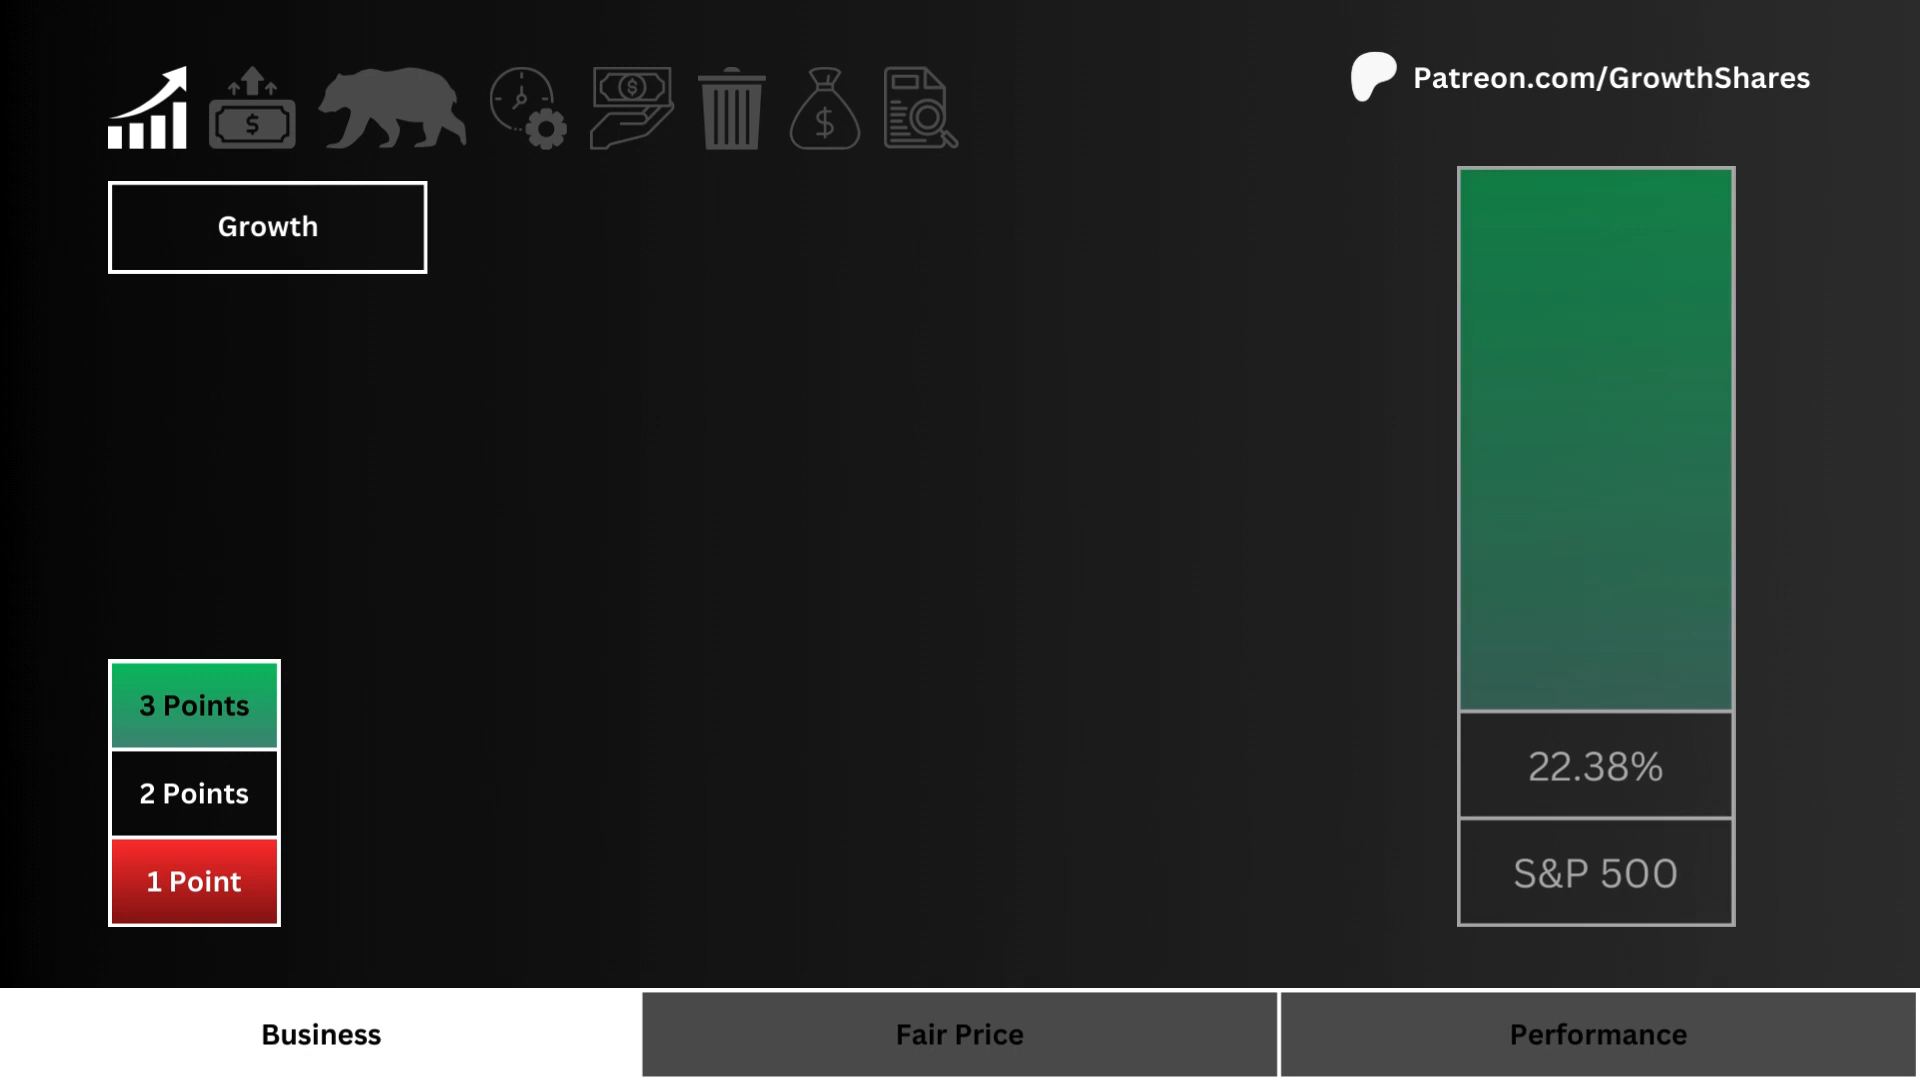 Patreon.com/GrowthShares
Growth
3 Points
2 Points
1 Point
22.38%
S&P 500
Business
Fair Price
Performance